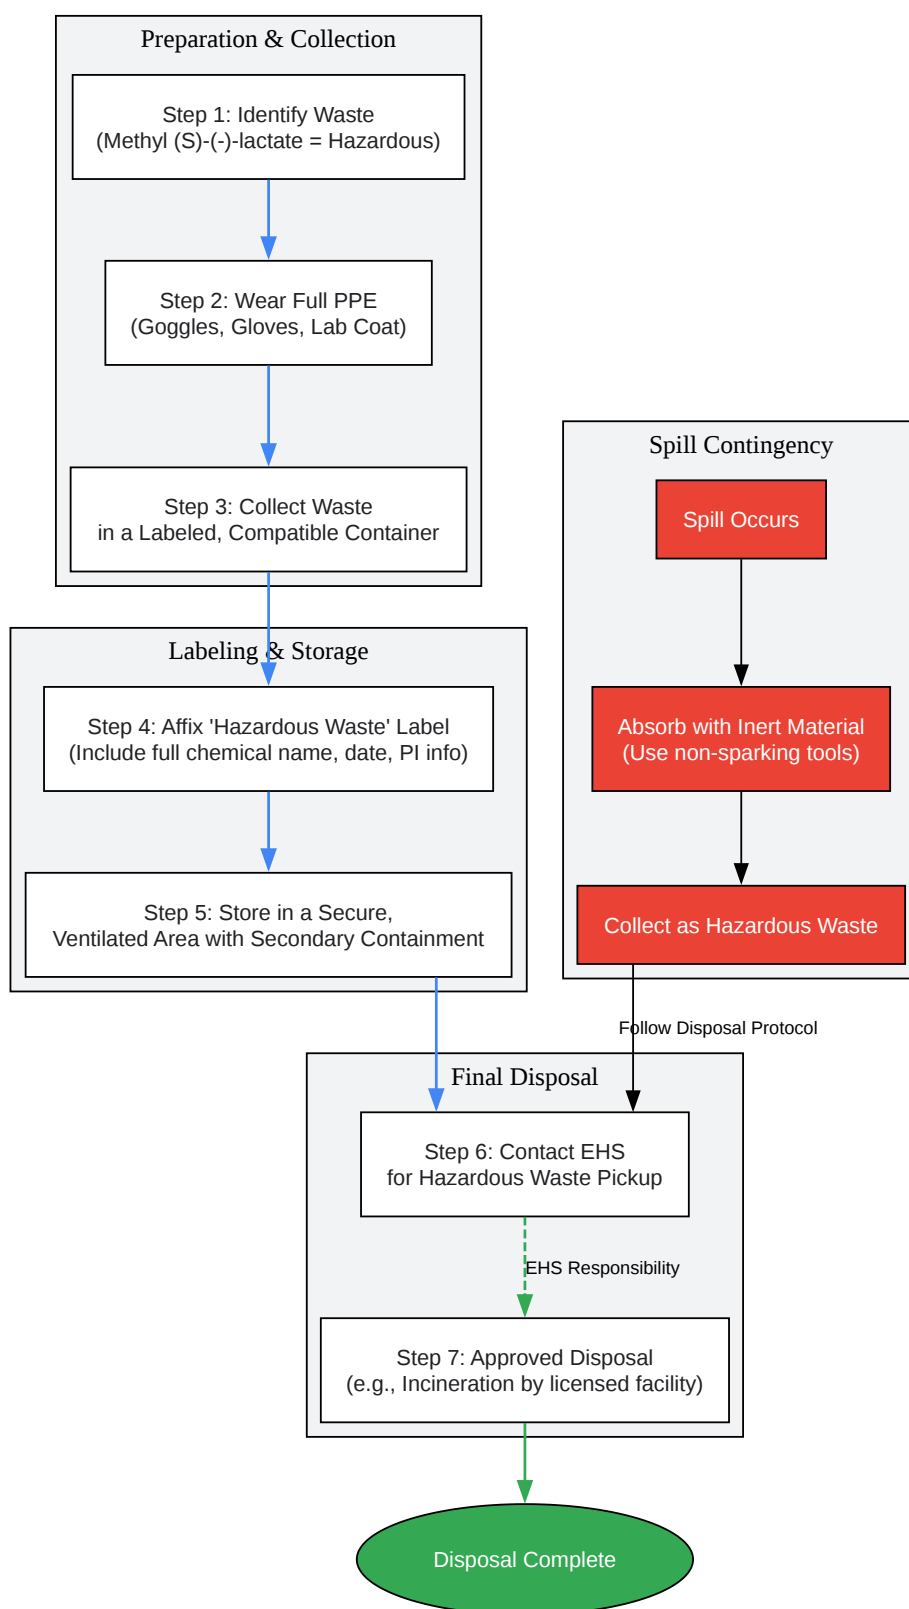 Preparation & Collection
Step 1: Identify Waste
(Methyl (S)-(-)-lactate = Hazardous)
Step 2: Wear Full PPE
(Goggles, Gloves, Lab Coat)
Step 3: Collect Waste
in a Labeled, Compatible Container
Labeling & Storage
Step 4: Affix 'Hazardous Waste' Label
(Include full chemical name, date, PI info)
Step 5: Store in a Secure,
Ventilated Area with Secondary Containment
Spill Contingency
Spill Occurs
Absorb with Inert Material
(Use non-sparking tools)
Collect as Hazardous Waste
Follow Disposal Protocol
Final Disposal
Step 6: Contact EHS
for Hazardous Waste Pickup
EHS Responsibility
Step 7: Approved Disposal
(e.g., Incineration by licensed facility)
Disposal Complete